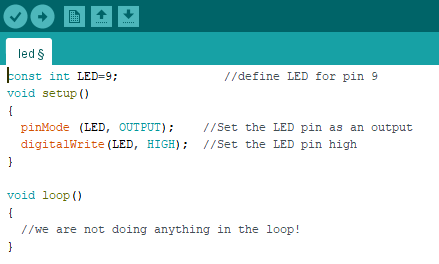 led §
const int LED=9;               //define LED for pin 9
void setup()
{
  pinMode (LED, OUTPUT);    //Set the LED pin as an output
  digitalWrite(LED, HIGH);  //Set the LED pin high
}
void loop()
{
  //we are not doing anything in the loop!
}